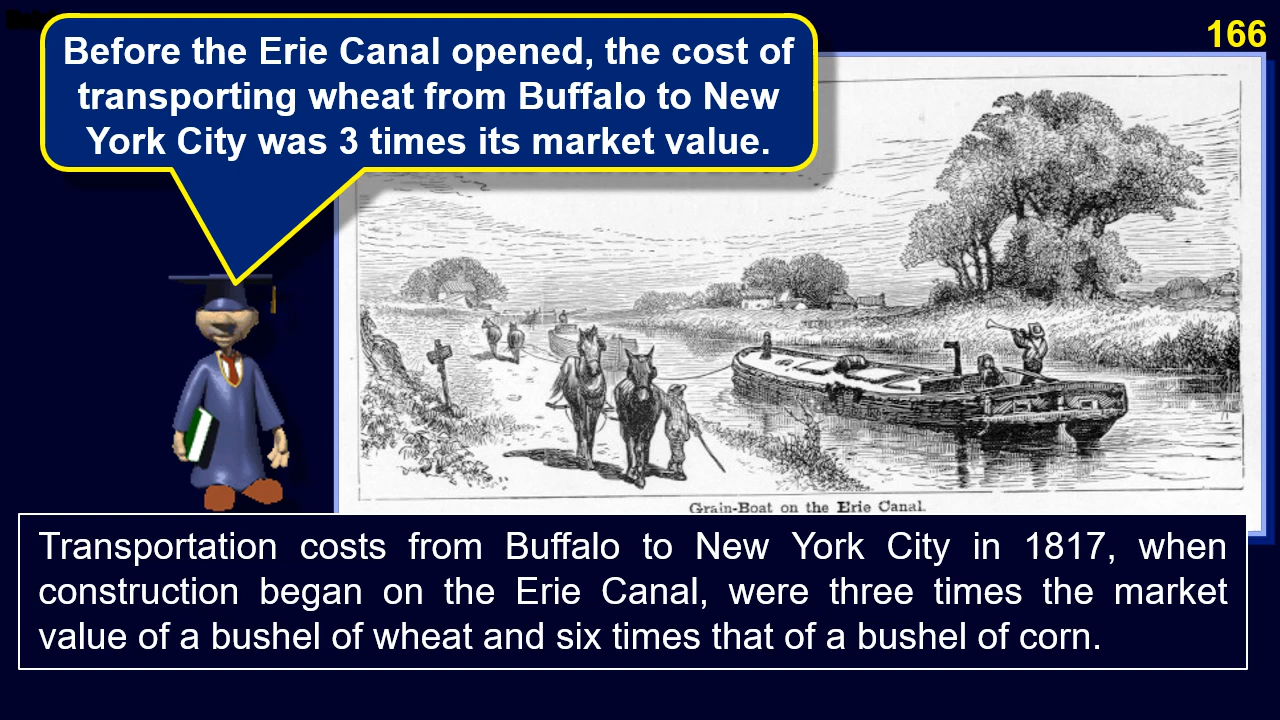 166
Before the Erie Canal opened, the cost of
transporting wheat from Buffalo to New
York City was 3 times its market value.
Grain-Boat on the Erie Canal.
Transportation costs from Buffalo to New York City in 1817, when
construction began on the Erie Canal, were three times the market
value of a bushel of wheat and six times that of a bushel of corn.